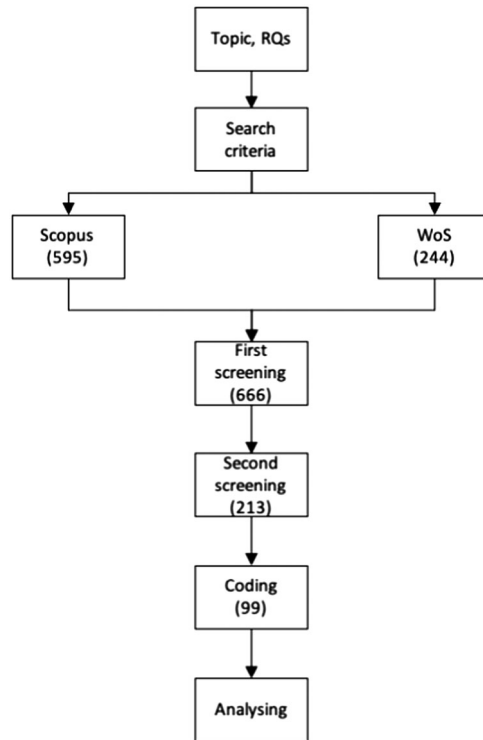 Topic, RQs
Search
criteria
Scopus
(595)
WoS
(244)
First
screening
(666)
Second
screening
(213)
Coding
(99)
Analysing